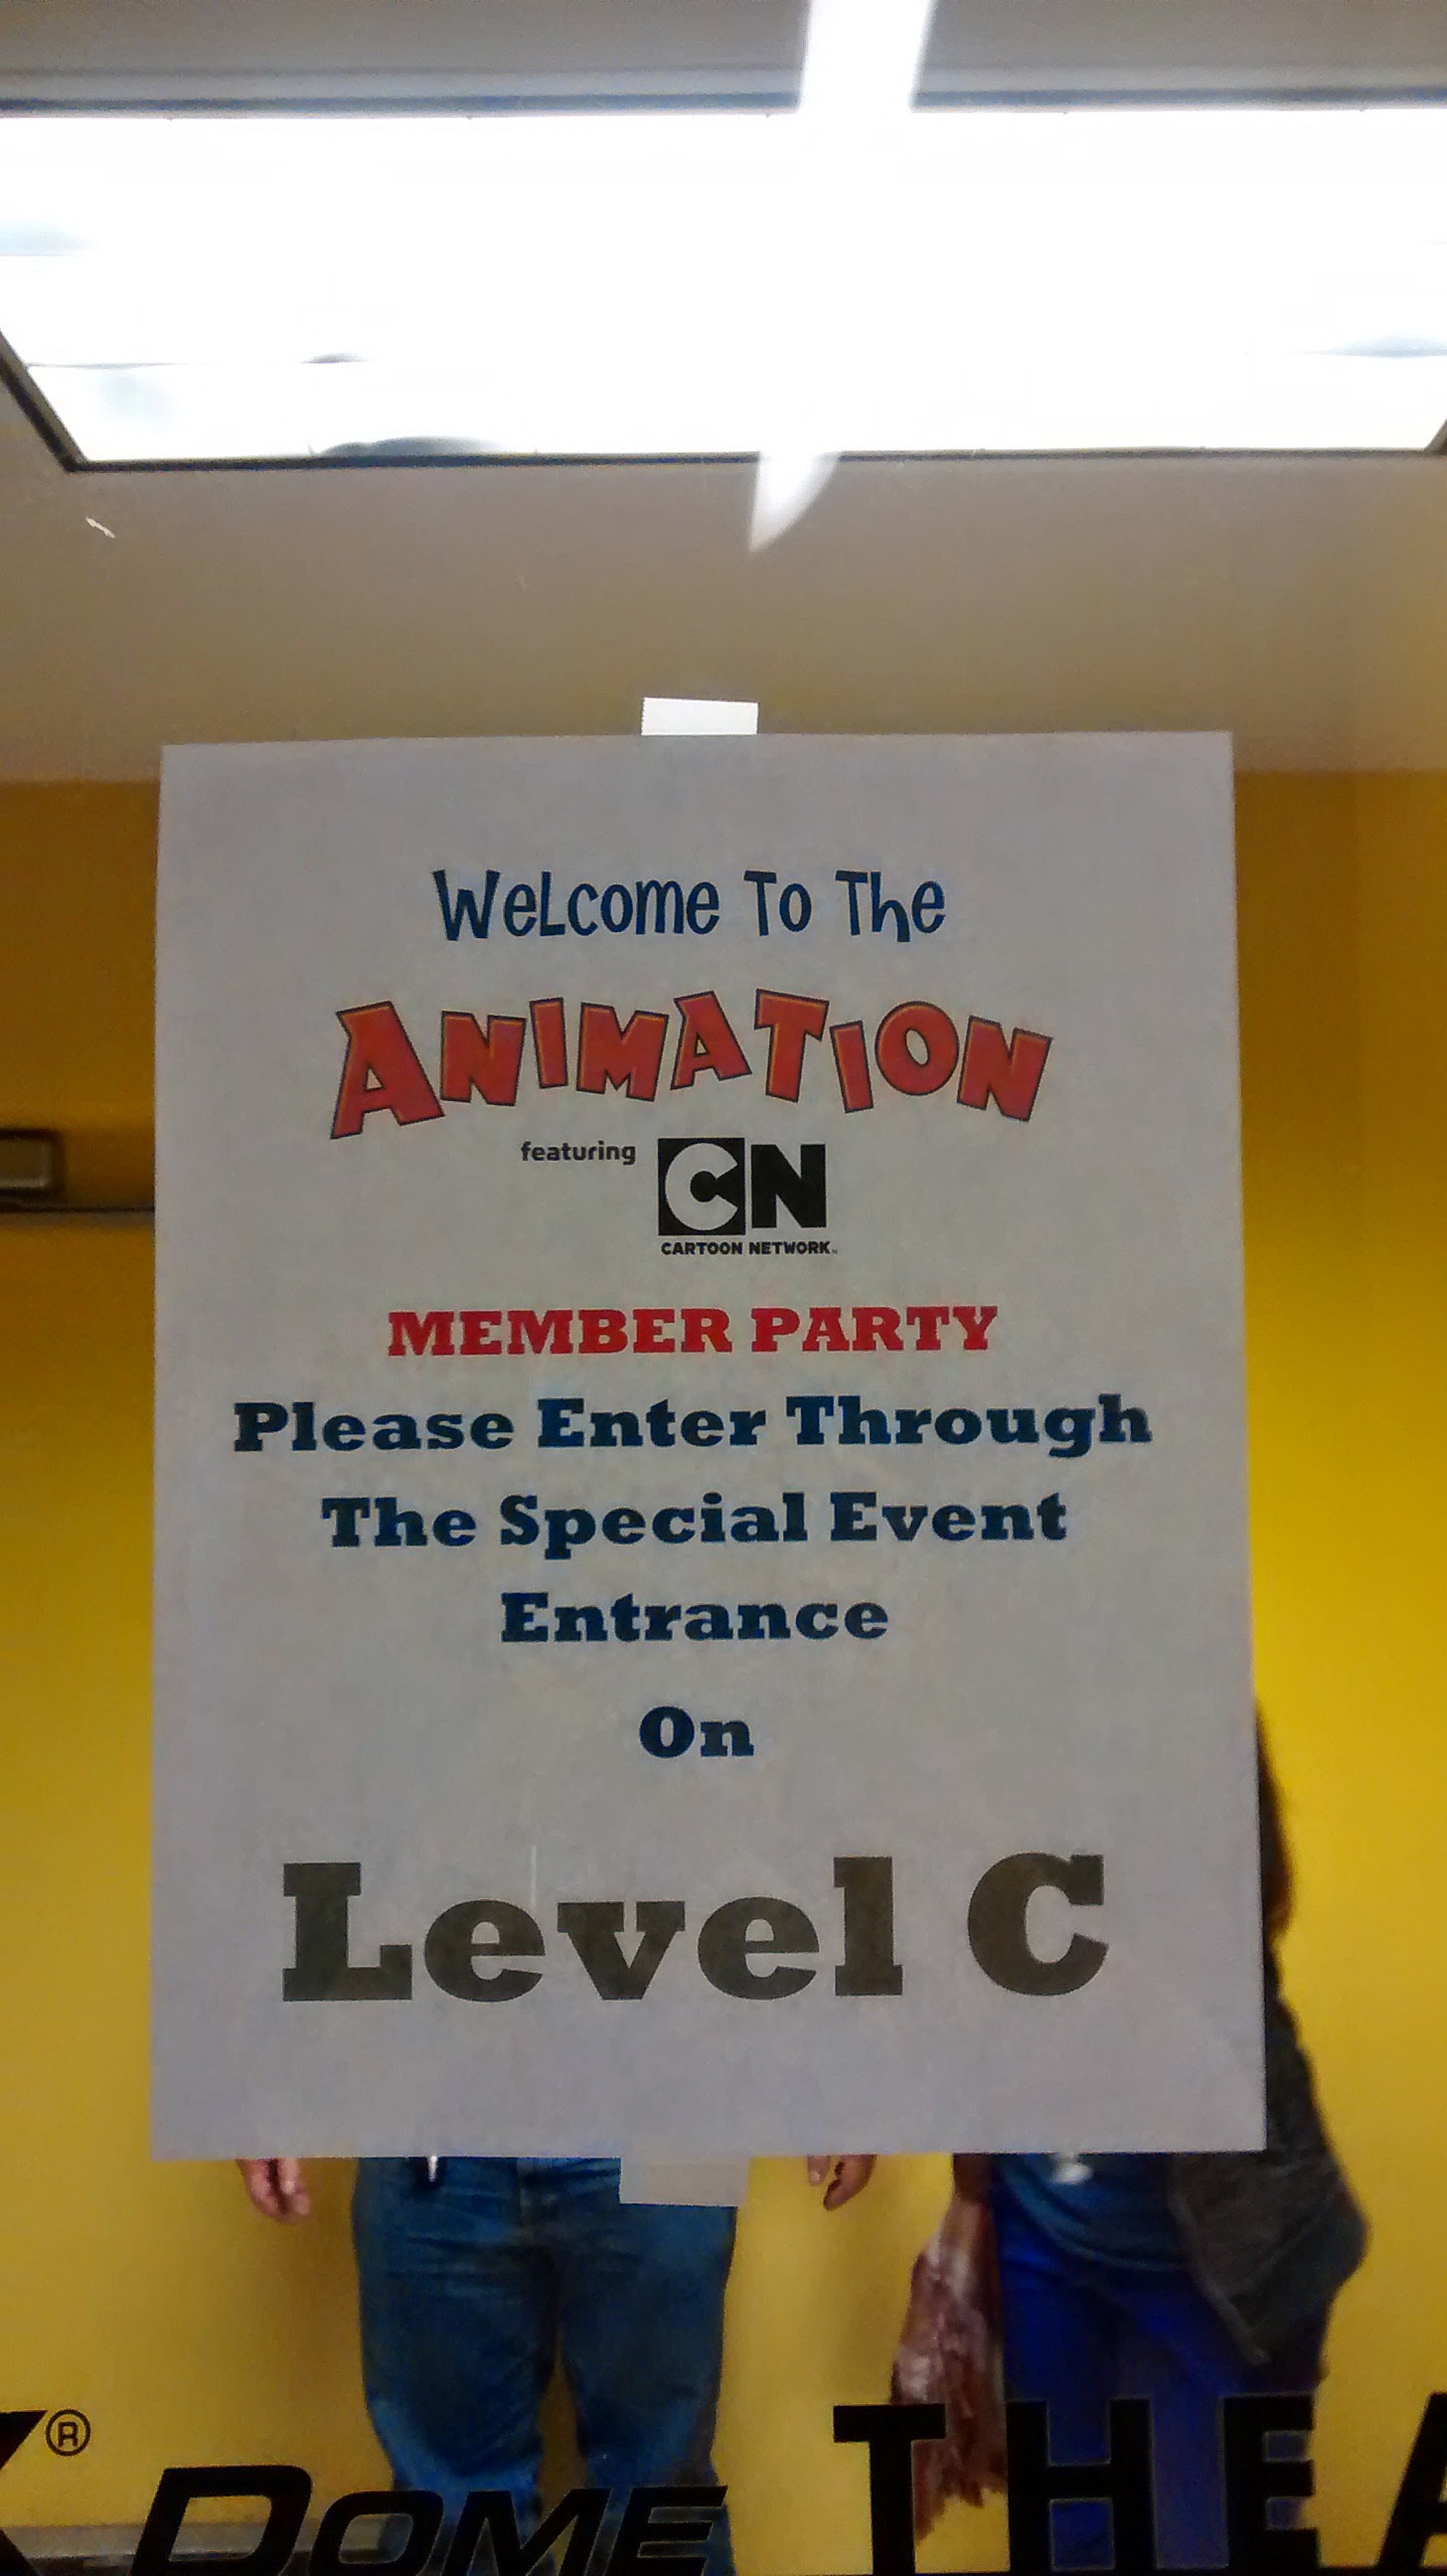 Welcome To The
ANIMATION
featuring CN
CARTOON NETWORK™
MEMBER PARTY
Please Enter Through
The Special Event
Entrance
On
Level C
® DOME THEA